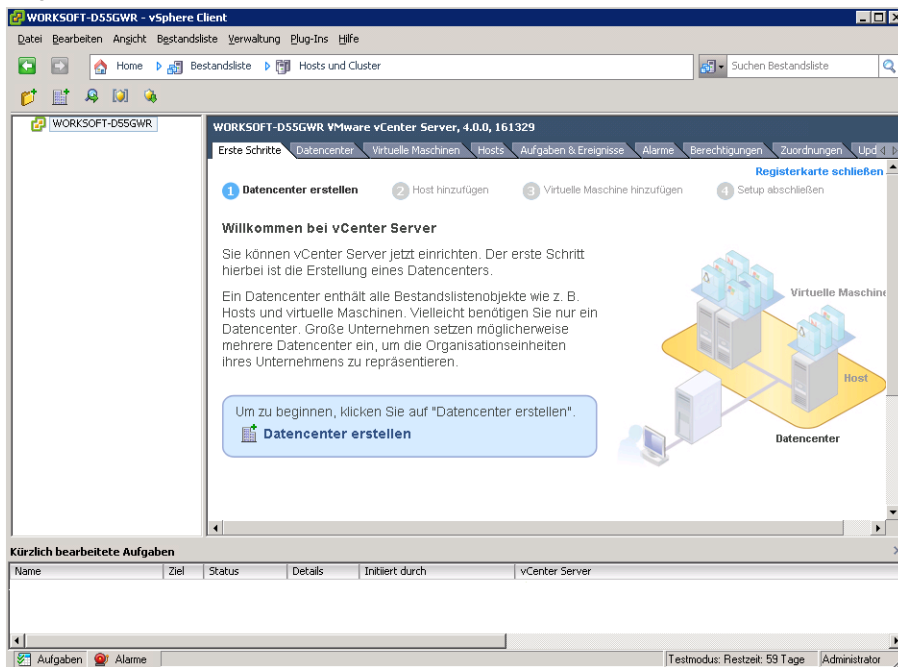 WORKSOFT-D55GWR - vSphere Client
Datei Bearbeiten Ansicht Bestandsliste Verwaltung Plug-Ins Hilfe
Home Bestandsliste Hosts und Cluster Suchen Bestandsliste
WORKSOFT-D55GWR
WORKSOFT-D55GWR VMware vCenter Server, 4.0.0, 161329
Erste Schritte Datencenter Virtuelle Maschinen Hosts Aufgaben & Ereignisse Alarme Berechtigungen Zuordnungen Upd
Registerkarte schließen
1 Datencenter erstellen 2 Host hinzufügen 3 Virtuelle Maschine hinzufügen 4 Setup abschließen
Willkommen bei vCenter Server
Sie können vCenter Server jetzt einrichten. Der erste Schritt
hierbei ist die Erstellung eines Datencenters.
Ein Datencenter enthält alle Bestandslistenobjekte wie z. B.
Hosts und virtuelle Maschinen. Vielleicht benötigen Sie nur ein
Datencenter. Große Unternehmen setzen möglicherweise
mehrere Datencenter ein, um die Organisationseinheiten
ihres Unternehmens zu repräsentieren.
Virtuelle Maschine
Host
Datencenter
Um zu beginnen, klicken Sie auf "Datencenter erstellen".
Datencenter erstellen
Kürzlich bearbeitete Aufgaben
Name Ziel Status Details Initiiert durch vCenter Server
Aufgaben Alarme Testmodus: Restzeit: 59 Tage Administrator